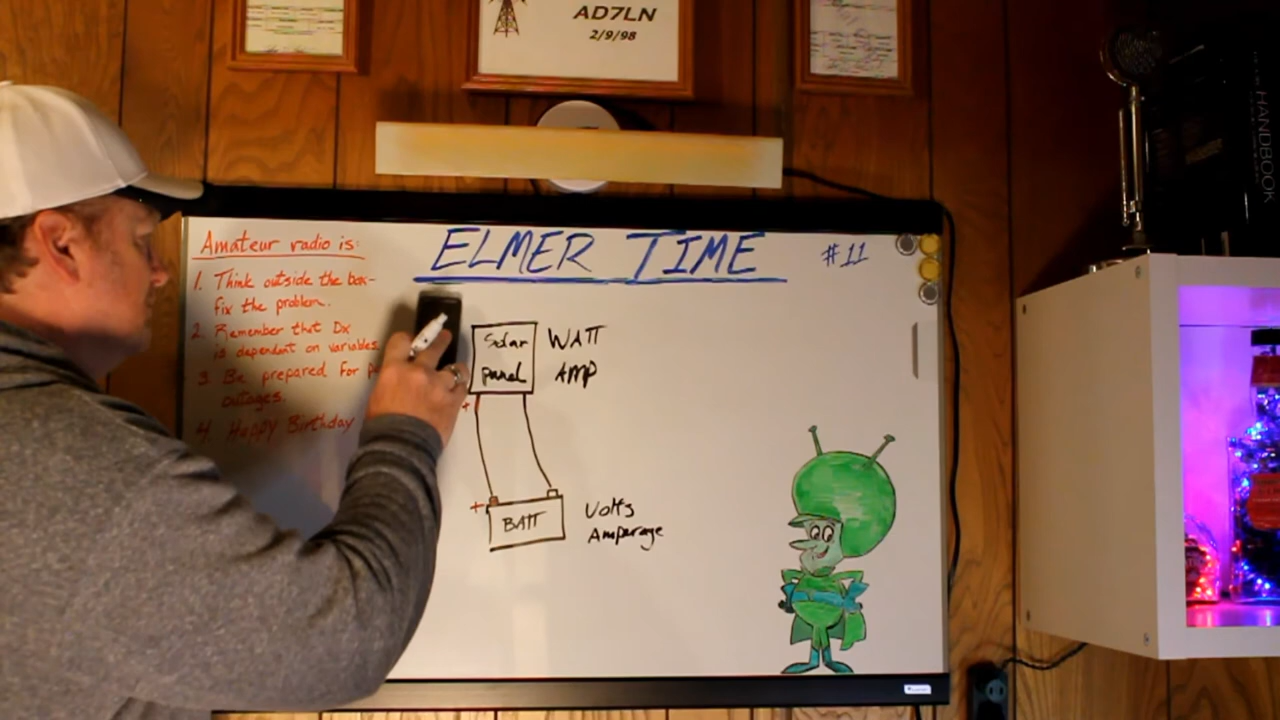 AD7LN
2/9/98
HANDBOOK
Amateur radio is:
1. Think outside the box-
fix the problem.
2. Remember that Dx
is dependent on variables
3. Be prepared for
outages.
4. Happy Birthday
ELMER TIME
#11
Solar
panel
WATT
AMP
+
+
BATT
Volts
Amperage